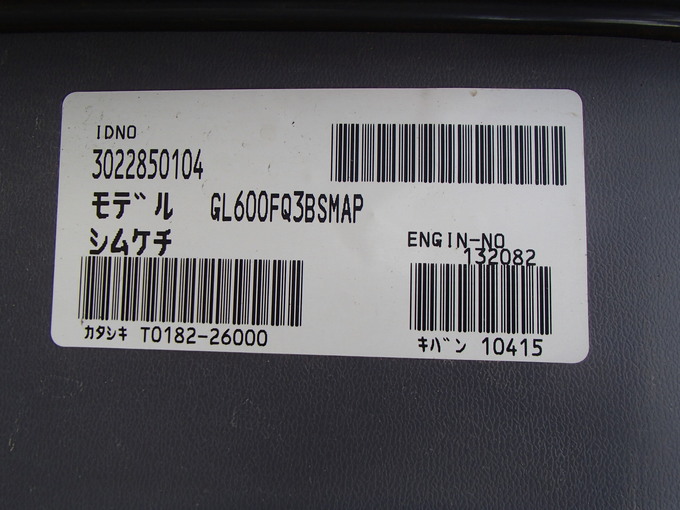 IDNO
3022850104
モデル GL600FQ3BSMAP
シムケチ
ENGIN-NO
132082
カタシキ T0182-26000
キバン 10415